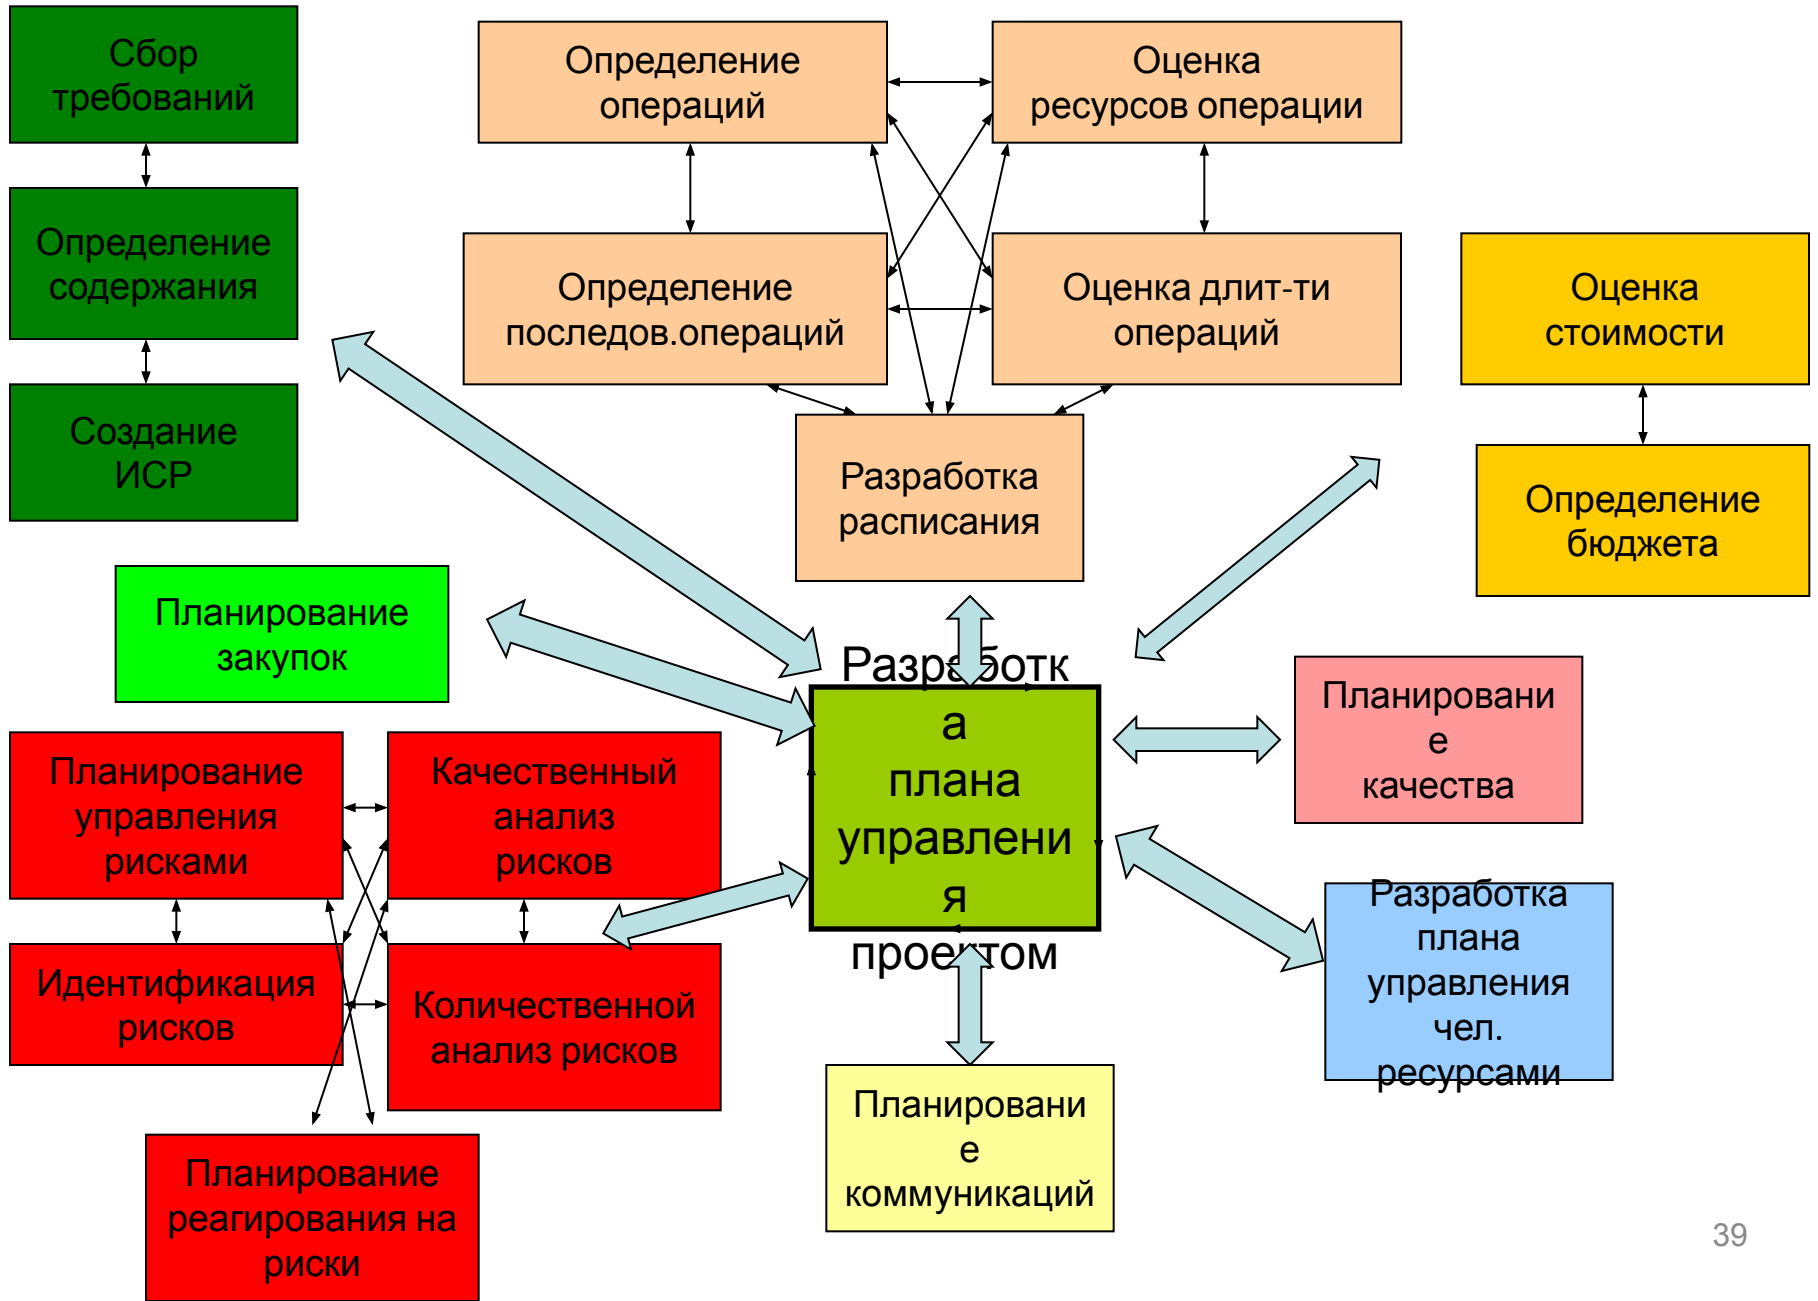 Сбор
требований
Определение
содержания
Создание
ИСР
Определение
операций
Оценка
ресурсов операции
Определение
последов.операций
Оценка длит-ти
операций
Разработка
расписания
Оценка
стоимости
Определение
бюджета
Планирование
закупок
Разработк
а
плана
управлени
я
проектом
Планировани
е
качества
Планирование
управления
рисками
Качественный
анализ
рисков
Идентификация
рисков
Количественной
анализ рисков
Планирование
реагирования на
риски
Планировани
е
коммуникаций
Разработка
плана
управления
чел.
ресурсами
39